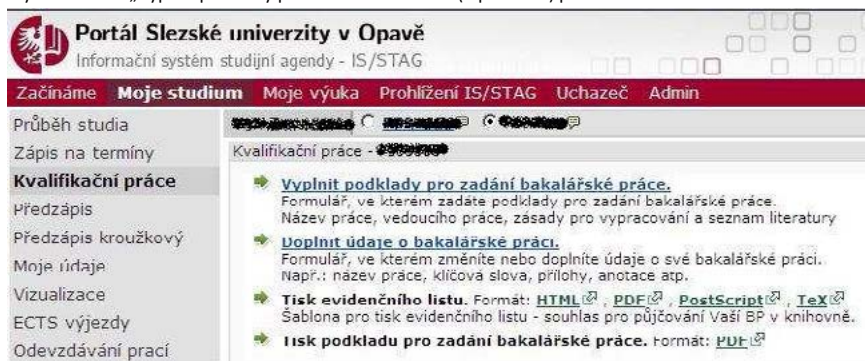 Portál Slezské univerzity v Opavě
Informační systém studijní agendy - IS/STAG
Začínáme Moje studium Moje výuka Prohlížení IS/STAG Uchazeč Admin
Průběh studia
Zápis na termíny
Kvalifikační práce
Předzápis
Předzápis kroužkový
Moje údaje
Vizualizace
ECTS výjezdy
Odevzdávání prací
Kvalifikační práce -
Vyplnit podklady pro zadání bakalářské práce.
Formulář, ve kterém zadáte podklady pro zadání bakalářské práce.
Název práce, vedoucího práce, zásady pro vypracování a seznam literatury
Doplnit údaje o bakalářské práci.
Formulář, ve kterém změníte nebo doplníte údaje o své bakalářské práci.
Např.: název práce, klíčová slova, přílohy, anotace atp.
Tisk evidenčního listu. Formát: HTML , PDF , PostScript , TeX
Šablona pro tisk evidenčního listu - souhlas pro půjčování Vaší BP v knihovně.
Tisk podkladu pro zadání bakalářské práce. Formát: PDF